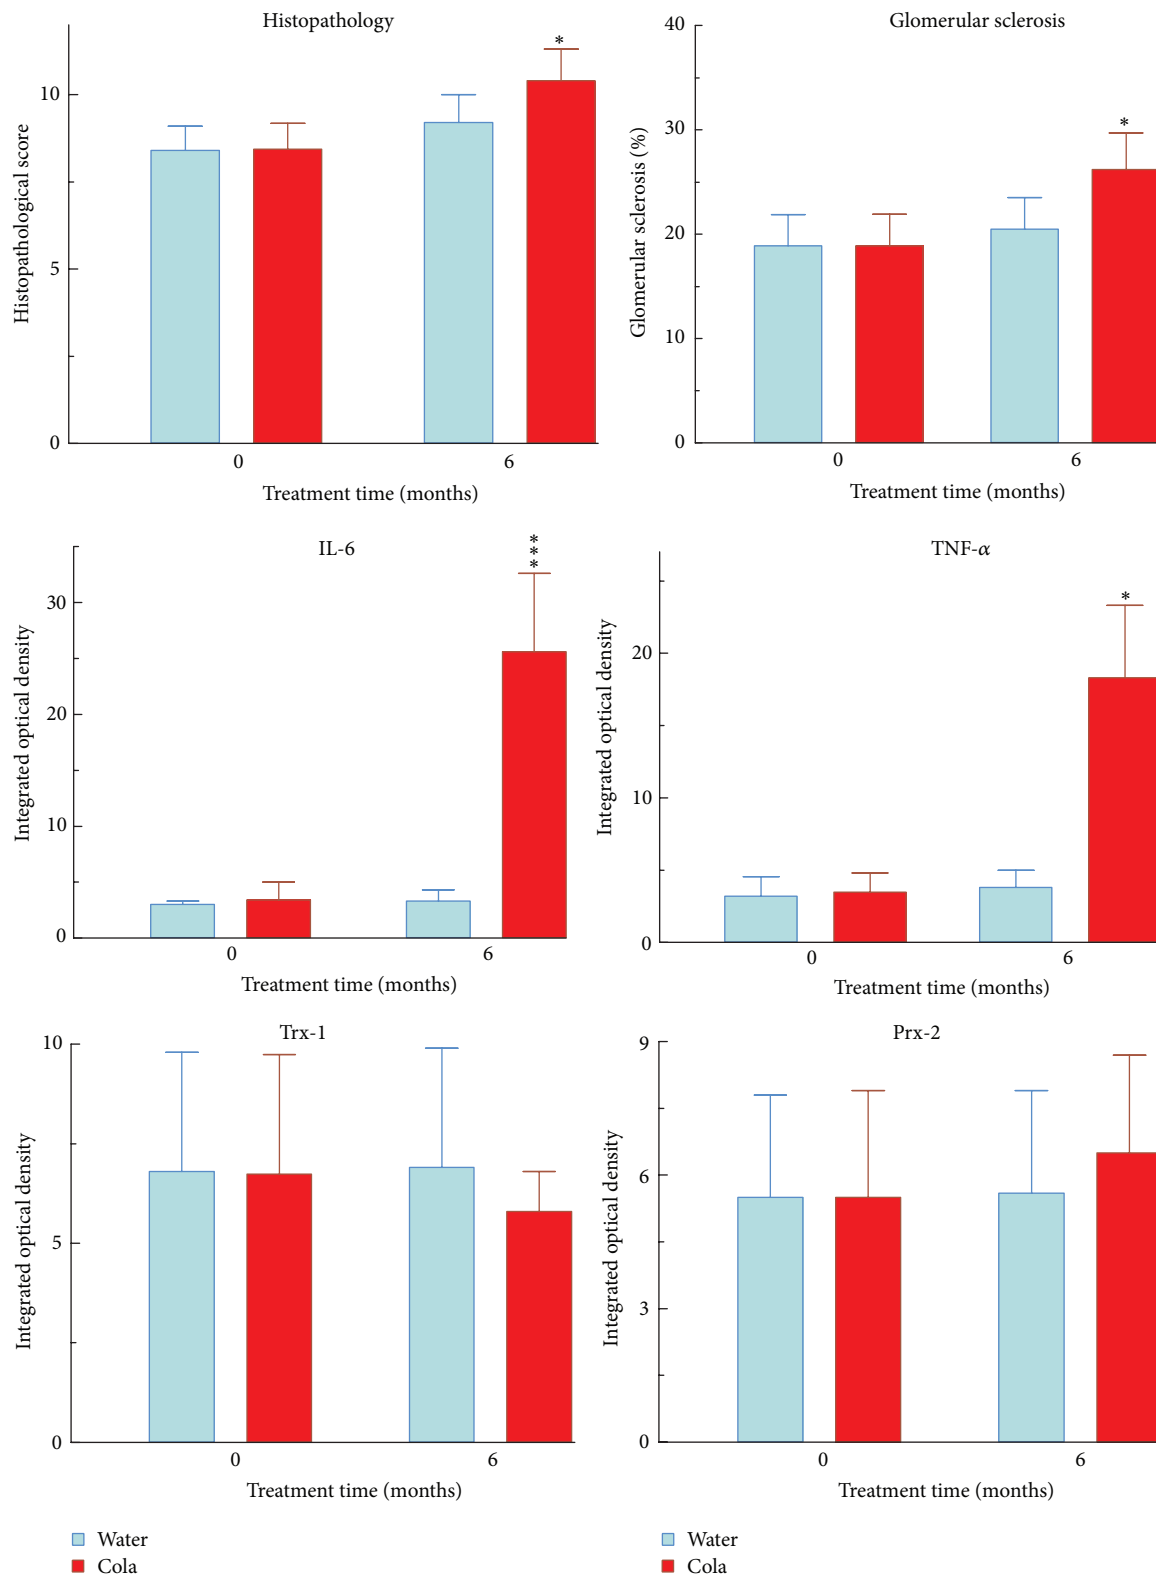 Histopathology
*
10
5
0
Histopathological score
0
6
Treatment time (months)
Glomerular sclerosis
*
40
30
20
10
0
Glomerular sclerosis (%)
0
6
Treatment time (months)
IL-6
***
30
20
10
0
Integrated optical density
0
6
Treatment time (months)
TNF-α
*
20
10
0
Integrated optical density
0
6
Treatment time (months)
Trx-1
10
5
0
Integrated optical density
0
6
Treatment time (months)
Water
Cola
Prx-2
9
6
3
0
Integrated optical density
0
6
Treatment time (months)
Water
Cola